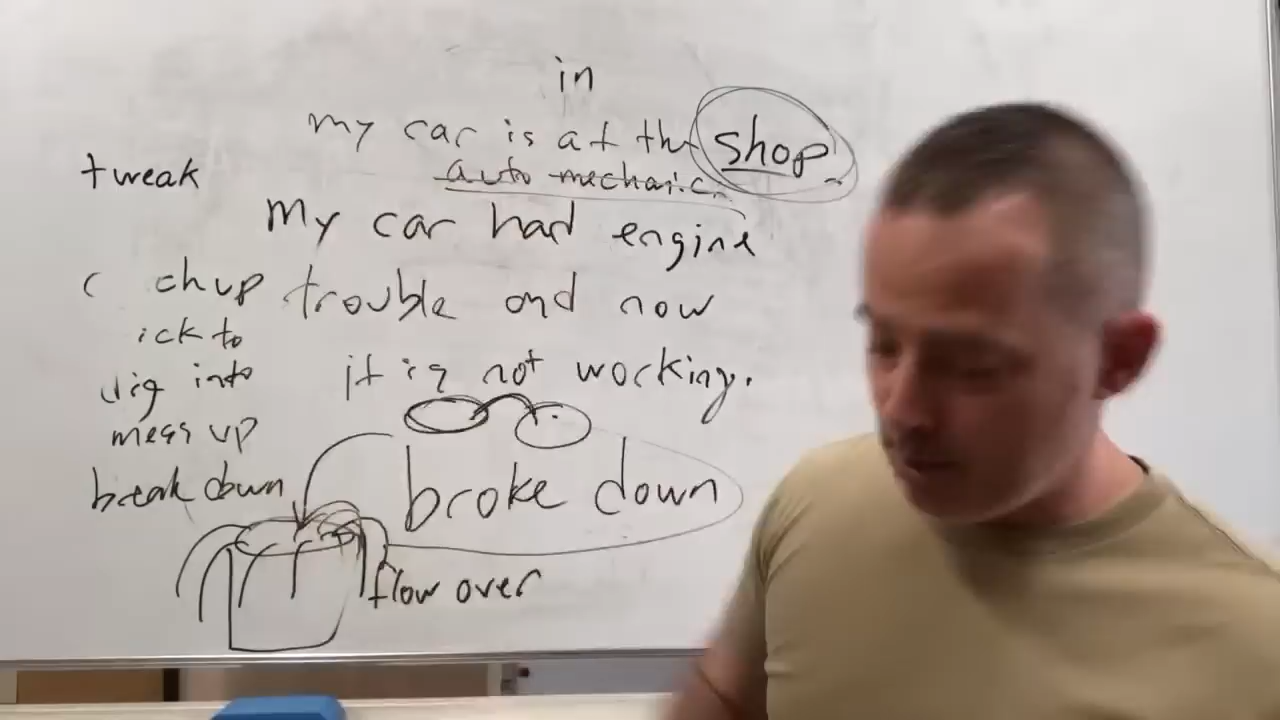 in
my car is at the shop
auto mechanic
tweak
My car had engine
trouble and now
it is not working.
chup
ick to
dig into
mess up
break down
broke down
flow over